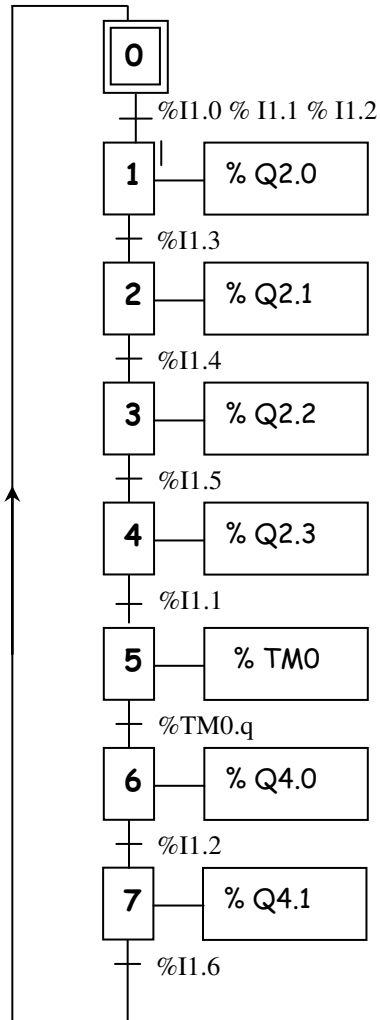 0
%I1.0 % I1.1 % I1.2
1 % Q2.0
%I1.3
2 % Q2.1
%I1.4
3 % Q2.2
%I1.5
4 % Q2.3
%I1.1
5 % TM0
%TM0.q
6 % Q4.0
%I1.2
7 % Q4.1
%I1.6